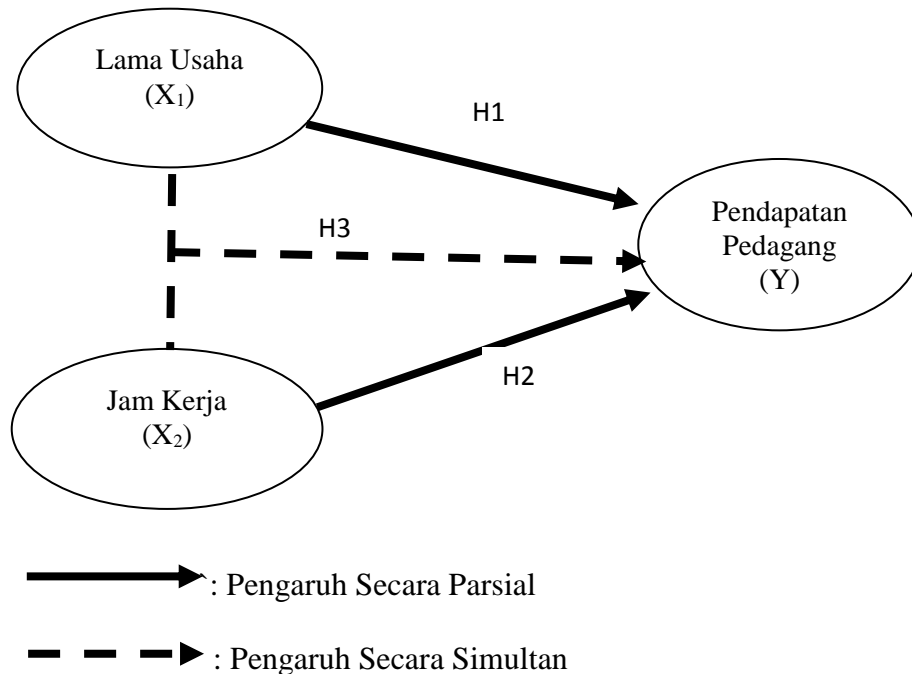 Lama Usaha
(X₁)
H1
Pendapatan
Pedagang
(Y)
H3
Jam Kerja
(X₂)
H2
: Pengaruh Secara Parsial
: Pengaruh Secara Simultan